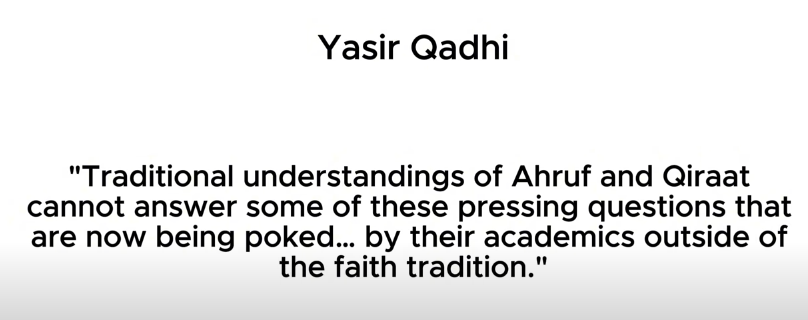 Yasir Qadhi
"Traditional understandings of Ahruf and Qiraat
cannot answer some of these pressing questions that
are now being poked... by their academics outside of
the faith tradition."